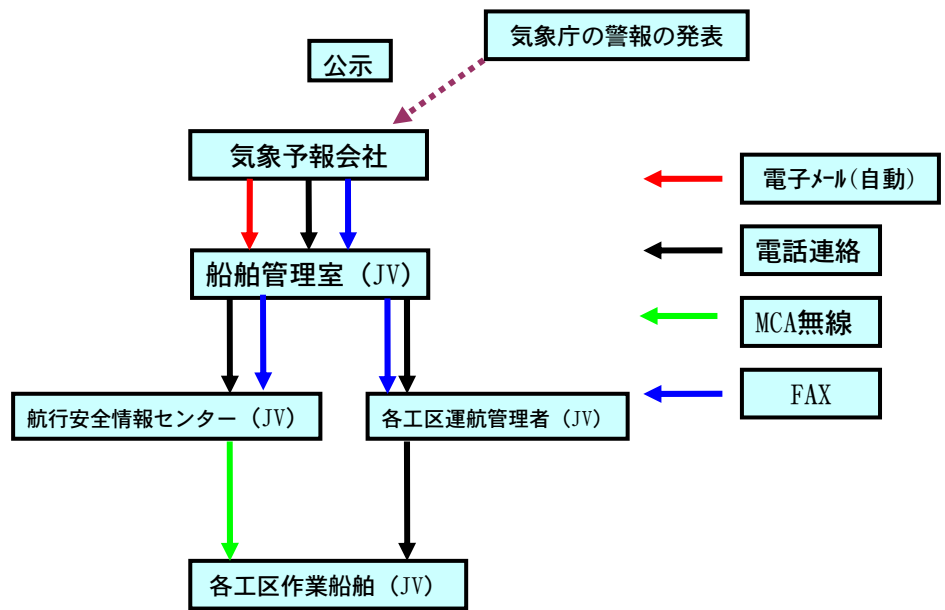 気象庁の警報の発表
公示
気象予報会社
電子ﾒｰﾙ(自動)
船舶管理室（JV）
電話連絡
MCA無線
FAX
航行安全情報センター（JV）
各工区運航管理者（JV）
各工区作業船舶（JV）